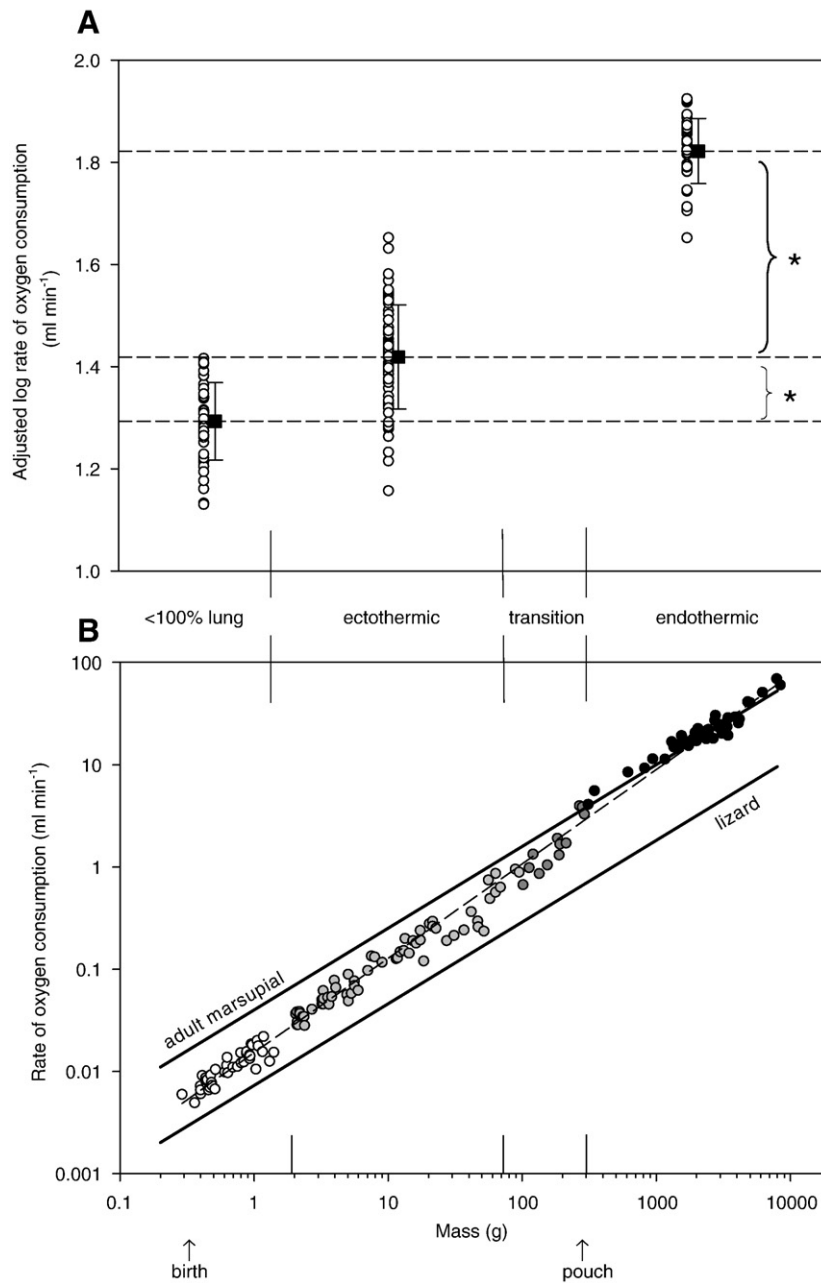 A
2.0
1.8
1.6
1.4
1.2
1.0
Adjusted log rate of oxygen consumption
(ml min-1)
*
*
<100% lung ectothermic transition endothermic
B
100
10
1
0.1
0.01
0.001
Rate of oxygen consumption (ml min-1)
adult marsupial
lizard
0.1 1 10 100 1000 10000
Mass (g)
↑ ↑
birth pouch